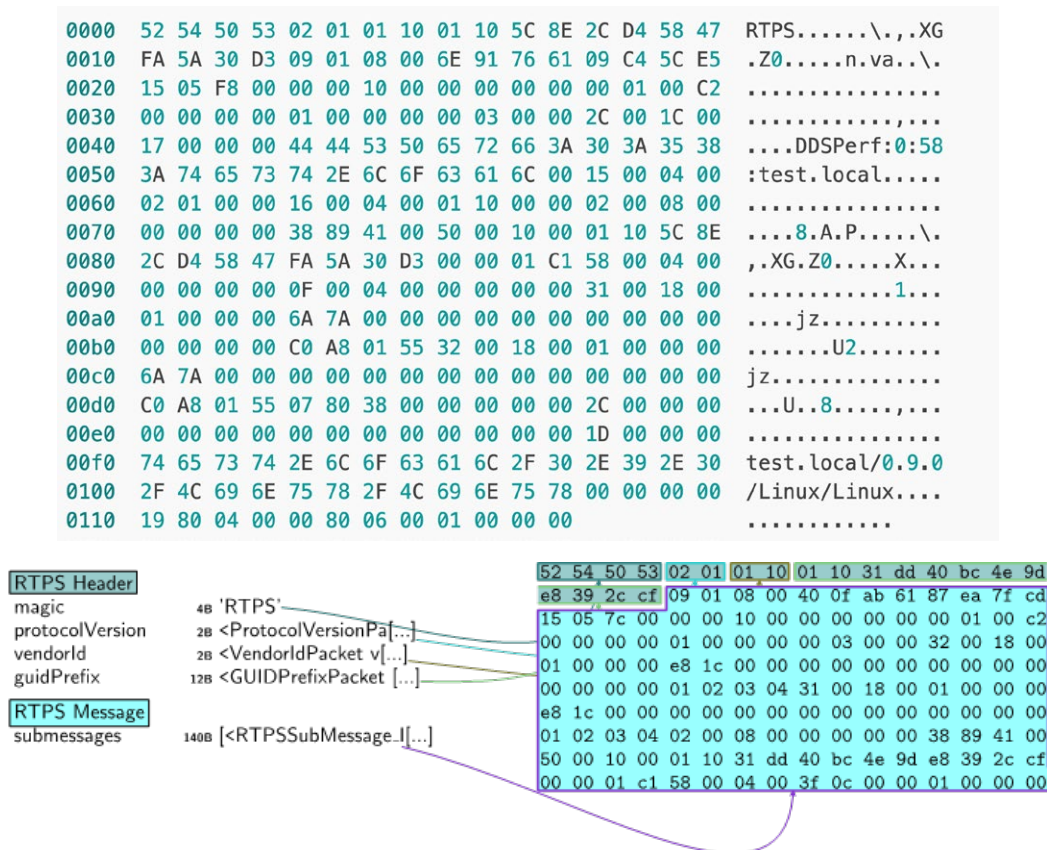 0000 52 54 50 53 02 01 01 10 01 10 5C 8E 2C D4 58 47 RTPS......\.,.XG
0010 FA 5A 30 D3 09 01 08 00 6E 91 76 61 09 C4 5C E5 .Z0.....n.va..\.
0020 15 05 F8 00 00 00 10 00 00 00 00 00 00 01 00 C2 ................
0030 00 00 00 00 01 00 00 00 00 03 00 00 2C 00 1C 00 ............,...
0040 17 00 00 00 44 44 53 50 65 72 66 3A 30 3A 35 38 ....DDSPerf:0:58
0050 3A 74 65 73 74 2E 6C 6F 63 61 6C 00 15 00 04 00 :test.local.....
0060 02 01 00 00 16 00 04 00 01 10 00 00 02 00 08 00 ................
0070 00 00 00 00 38 89 41 00 50 00 10 00 01 10 5C 8E ....8.A.P.....\.
0080 2C D4 58 47 FA 5A 30 D3 00 00 01 C1 58 00 04 00 ,.XG.Z0.....X...
0090 00 00 00 00 0F 00 04 00 00 00 00 00 31 00 18 00 ............1...
00a0 01 00 00 00 6A 7A 00 00 00 00 00 00 00 00 00 00 ....jz..........
00b0 00 00 00 00 C0 A8 01 55 32 00 18 00 01 00 00 00 .......U2.......
00c0 6A 7A 00 00 00 00 00 00 00 00 00 00 00 00 00 00 jz..............
00d0 C0 A8 01 55 07 80 38 00 00 00 00 00 2C 00 00 00 ...U..8.....,...
00e0 00 00 00 00 00 00 00 00 00 00 00 00 1D 00 00 00 ................
00f0 74 65 73 74 2E 6C 6F 63 61 6C 2F 30 2E 39 2E 30 test.local/0.9.0
0100 2F 4C 69 6E 75 78 2F 4C 69 6E 75 78 00 00 00 00 /Linux/Linux....
0110 19 80 04 00 00 80 06 00 01 00 00 00 ............
RTPS Header
magic 4B 'RTPS'
protocolVersion 2B <ProtocolVersionPa[...]
vendorId 2B <VendorIdPacket v[...]
guidPrefix 12B <GUIDPrefixPacket [...]
RTPS Message
submessages 140B [<RTPSSubMessage_I[...]
52 54 50 53 02 01 01 10 01 10 31 dd 40 bc 4e 9d
e8 39 2c cf 09 01 08 00 40 0f ab 61 87 ea 7f cd
15 05 7c 00 00 00 10 00 00 00 00 00 00 01 00 c2
00 00 00 00 01 00 00 00 00 03 00 00 32 00 18 00
01 00 00 00 e8 1c 00 00 00 00 00 00 00 00 00 00
00 00 00 00 01 02 03 04 31 00 18 00 01 00 00 00
e8 1c 00 00 00 00 00 00 00 00 00 00 00 00 00 00
01 02 03 04 02 00 08 00 00 00 00 00 38 89 41 00
50 00 10 00 01 10 31 dd 40 bc 4e 9d e8 39 2c cf
00 00 01 c1 58 00 04 00 3f 0c 00 00 01 00 00 00